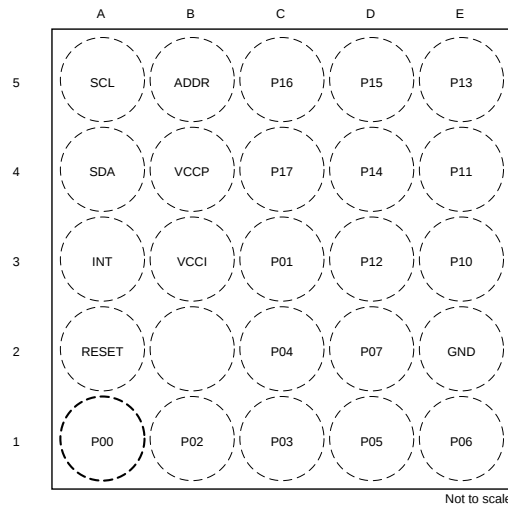 A B C D E
5 SCL ADDR P16 P15 P13
4 SDA VCCP P17 P14 P11
3 INT VCCI P01 P12 P10
2 RESET P04 P07 GND
1 P00 P02 P03 P05 P06
Not to scale